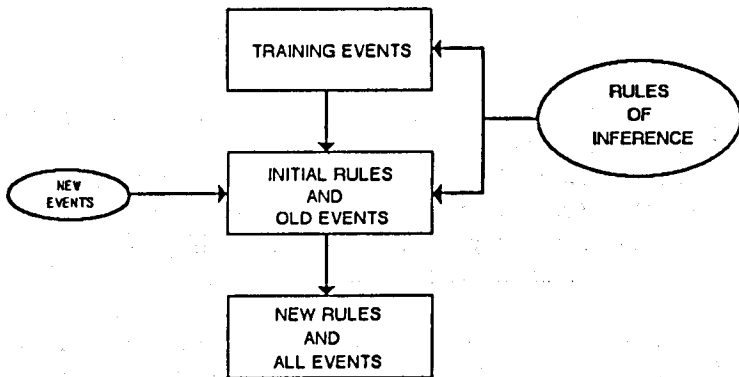 TRAINING EVENTS
RULES
OF
INFERENCE
INITIAL RULES
AND
OLD EVENTS
NEW
EVENTS
NEW RULES
AND
ALL EVENTS